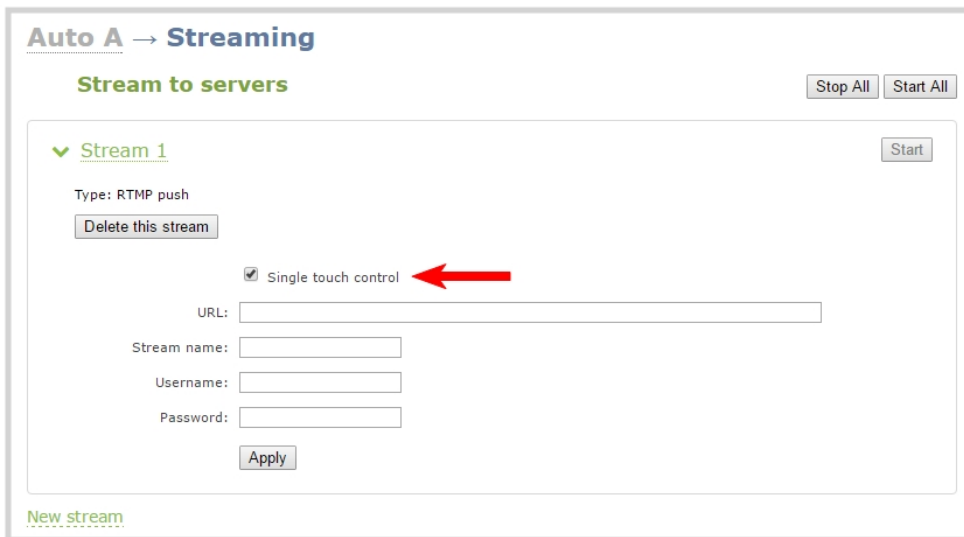 Auto A → Streaming
Stream to servers
Stop All Start All
Stream 1
Start
Type: RTMP push
Delete this stream
Single touch control
URL:
Stream name:
Username:
Password:
Apply
New stream